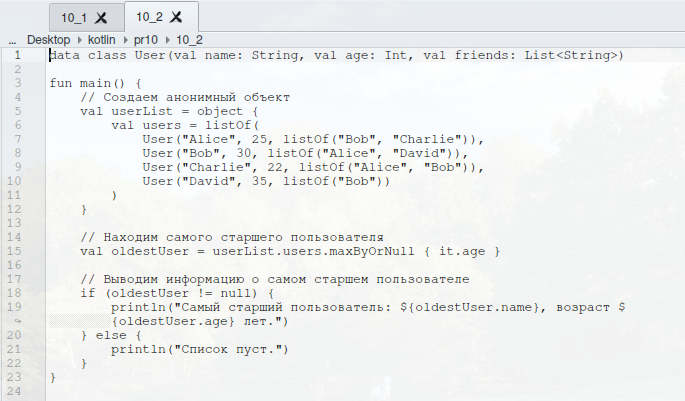 10_1
10_2
... Desktop kotlin pr10 10_2
1 data class User(val name: String, val age: Int, val friends: List<String>)
2
3 fun main() {
4     // Создаем анонимный объект
5     val userList = object {
6         val users = listOf(
7             User("Alice", 25, listOf("Bob", "Charlie")),
8             User("Bob", 30, listOf("Alice", "David")),
9             User("Charlie", 22, listOf("Alice", "Bob")),
10             User("David", 35, listOf("Bob"))
11         )
12     }
13
14     // Находим самого старшего пользователя
15     val oldestUser = userList.users.maxByOrNull { it.age }
16
17     // Выводим информацию о самом старшем пользователе
18     if (oldestUser != null) {
19         println("Самый старший пользователь: ${oldestUser.name}, возраст $
{oldestUser.age} лет.")
20     } else {
21         println("Список пуст.")
22     }
23 }
24